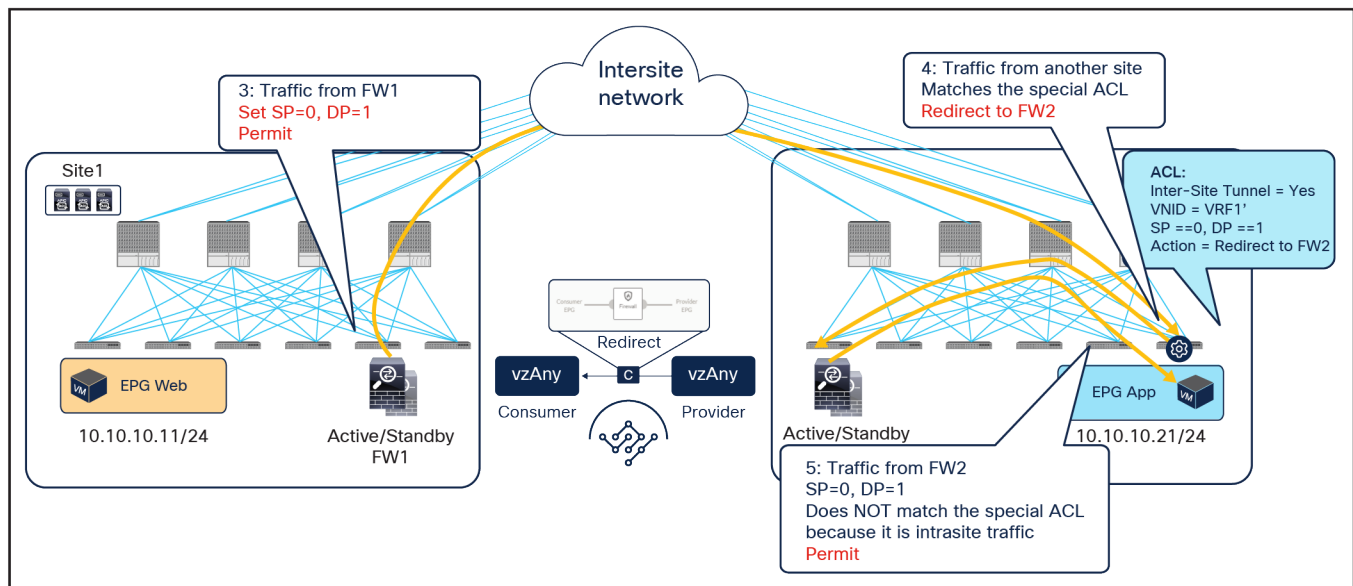 Intersite
network
3: Traffic from FW1
Set SP=0, DP=1
Permit
4: Traffic from another site
Matches the special ACL
Redirect to FW2
Site1
ACL:
Inter-Site Tunnel = Yes
VNID = VRF1'
SP ==0, DP ==1
Action = Redirect to FW2
Consumer
EPG
Firewall
Provider
EPG
Redirect
vzAny
C
vzAny
Consumer
Provider
VM
EPG Web
10.10.10.11/24
Active/Standby
FW1
EPG App
VM
10.10.10.21/24
Active/Standby
5: Traffic from FW2
SP=0, DP=1
Does NOT match the special ACL
because it is intrasite traffic
Permit